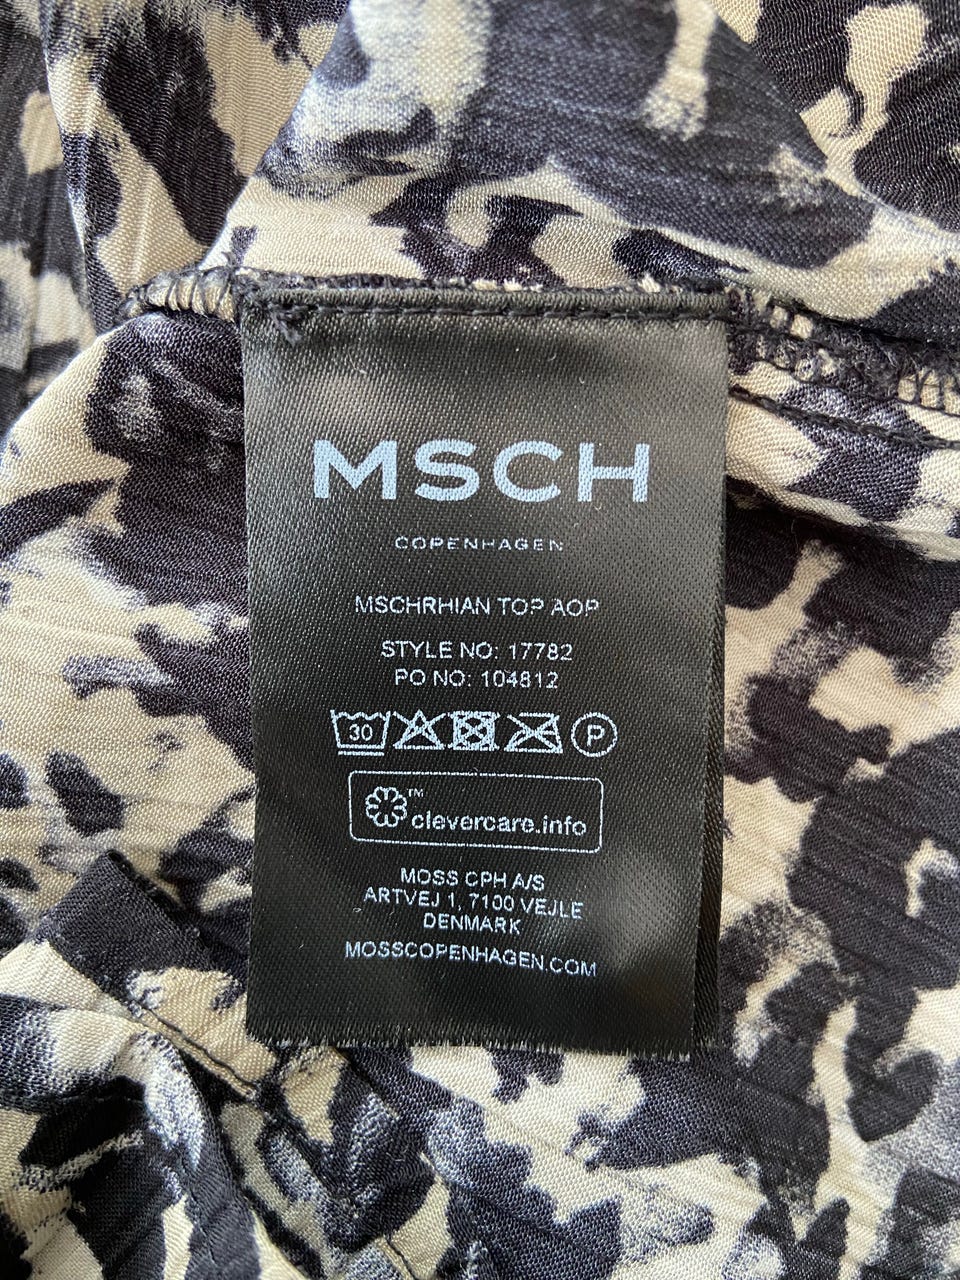 MSCH
COPENHAGEN
MSCHRHIAN TOP AOP
STYLE NO: 17782
PO NO: 104812
30 P
™
clevercare.info
MOSS CPH A/S
ARTVEJ 1, 7100 VEJLE
DENMARK
MOSSCOPENHAGEN.COM